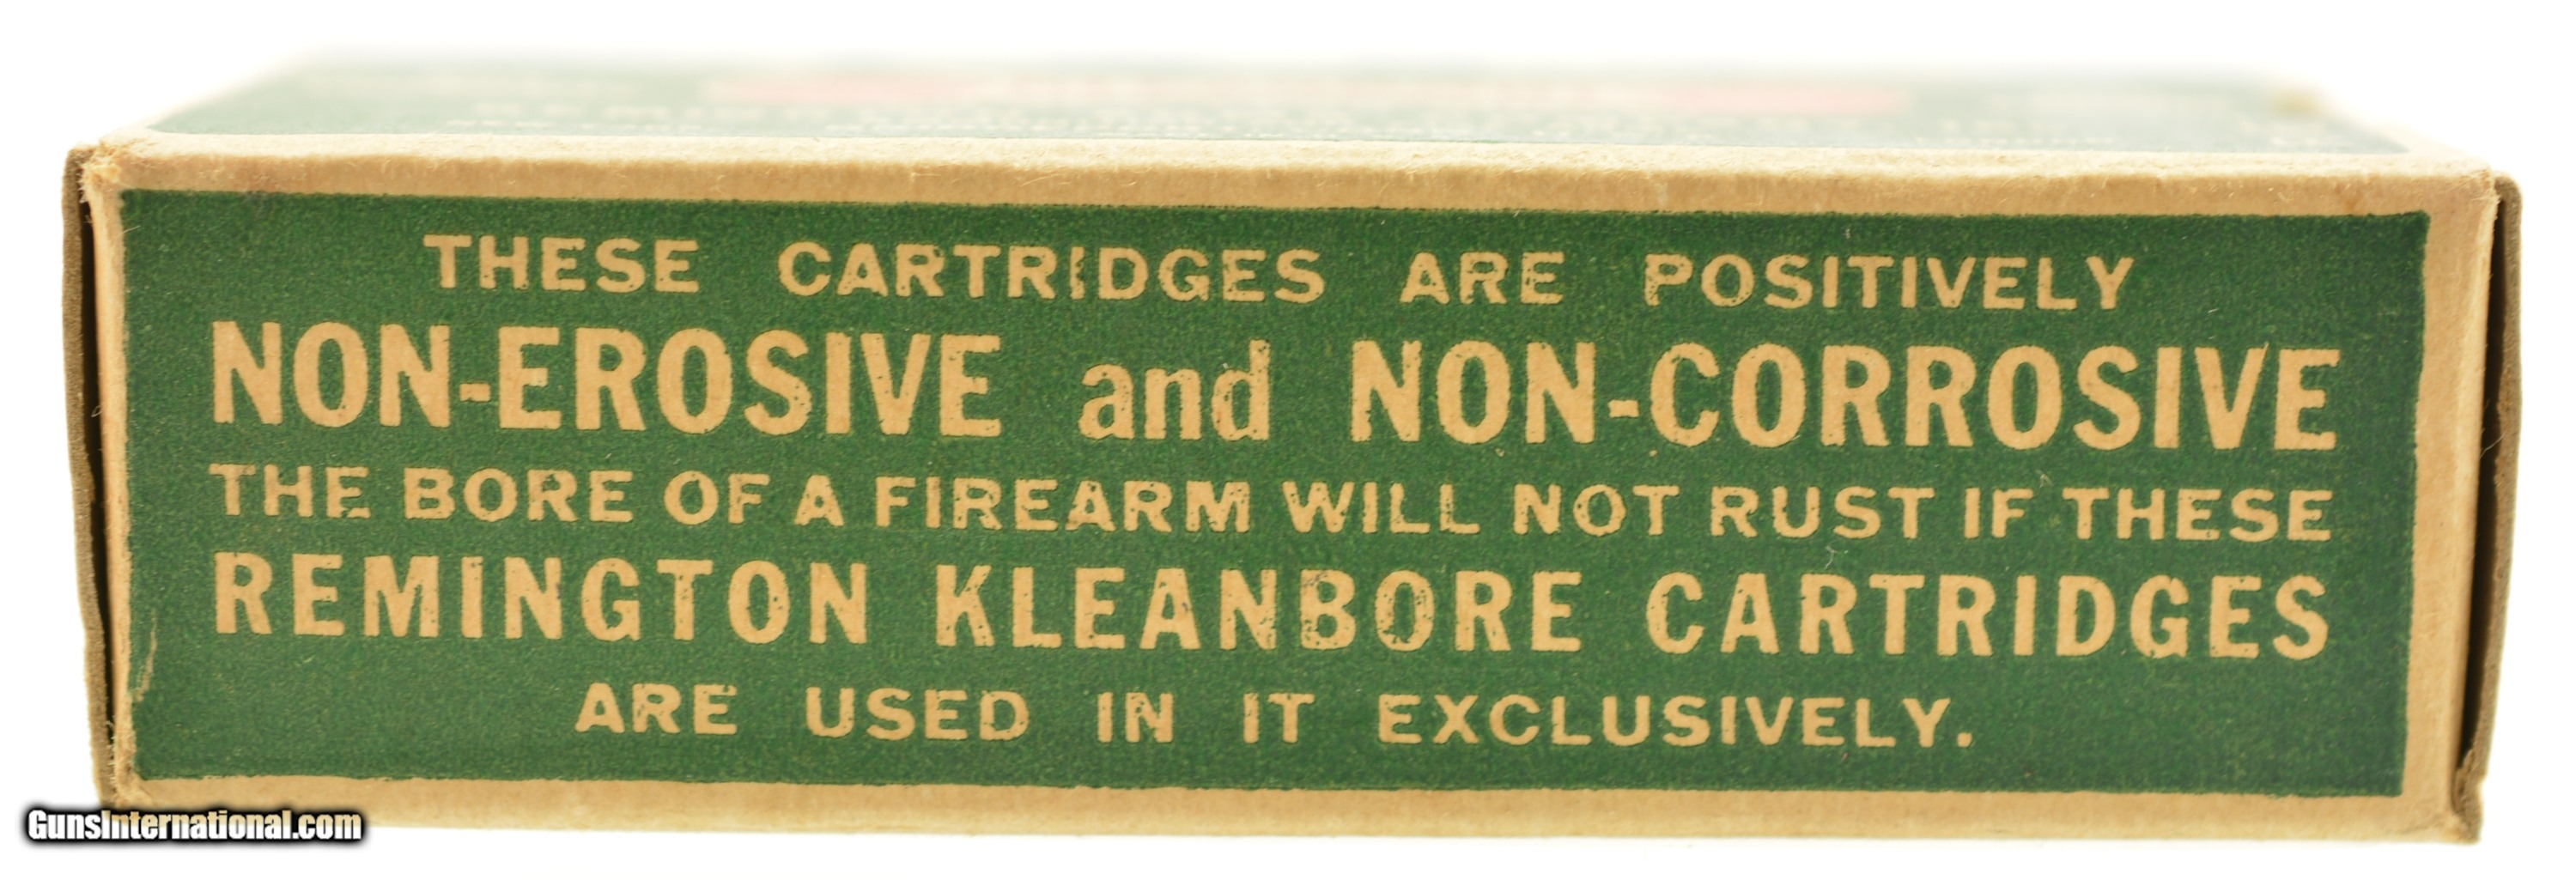 THESE CARTRIDGES ARE POSITIVELY
NON-EROSIVE and NON-CORROSIVE
THE BORE OF A FIREARM WILL NOT RUST IF THESE
REMINGTON KLEANBORE CARTRIDGES
ARE USED IN IT EXCLUSIVELY.
GunsInternational.com